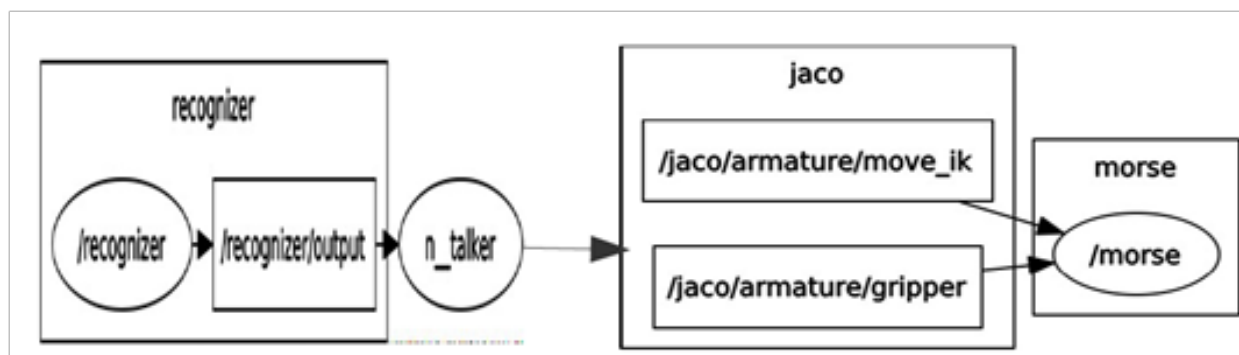 recognizer
/recognizer
/recognizer/output
n_talker
jaco
/jaco/armature/move_ik
/jaco/armature/gripper
morse
/morse